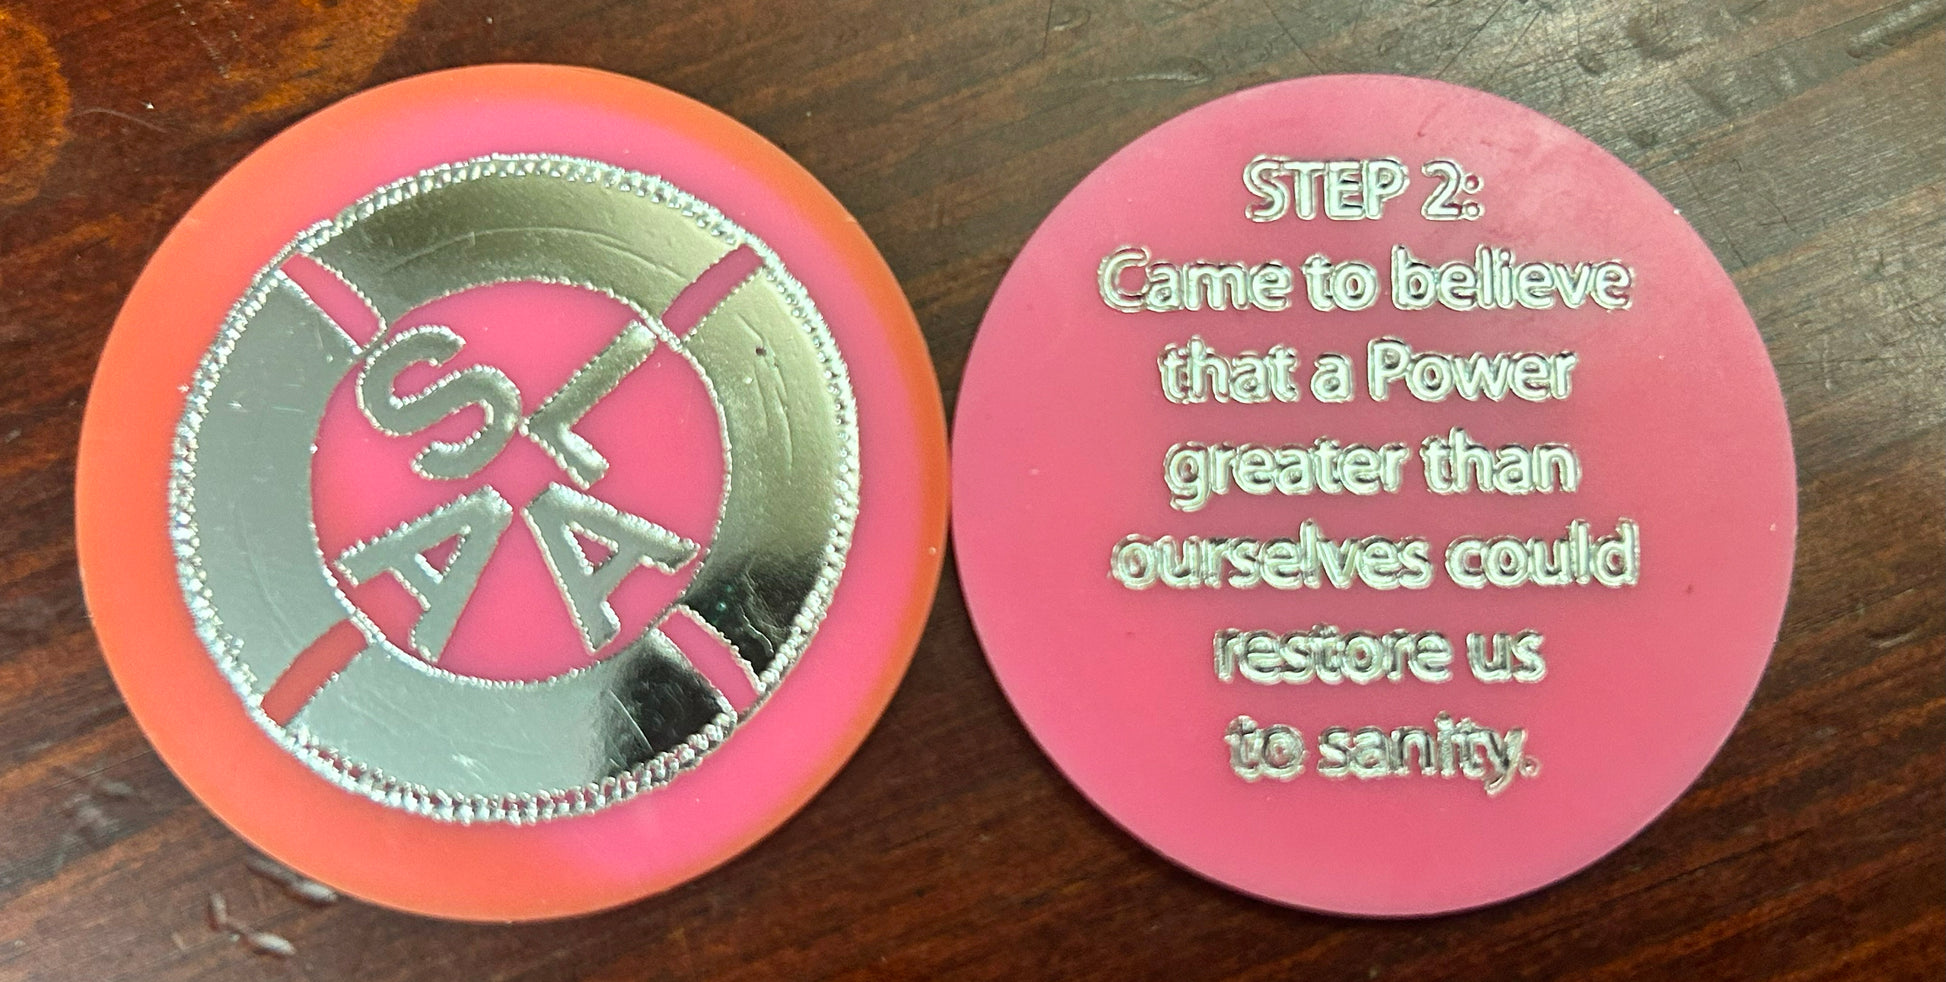 SL
AA
STEP 2:
Came to believe
that a Power
greater than
ourselves could
restore us
to sanity.